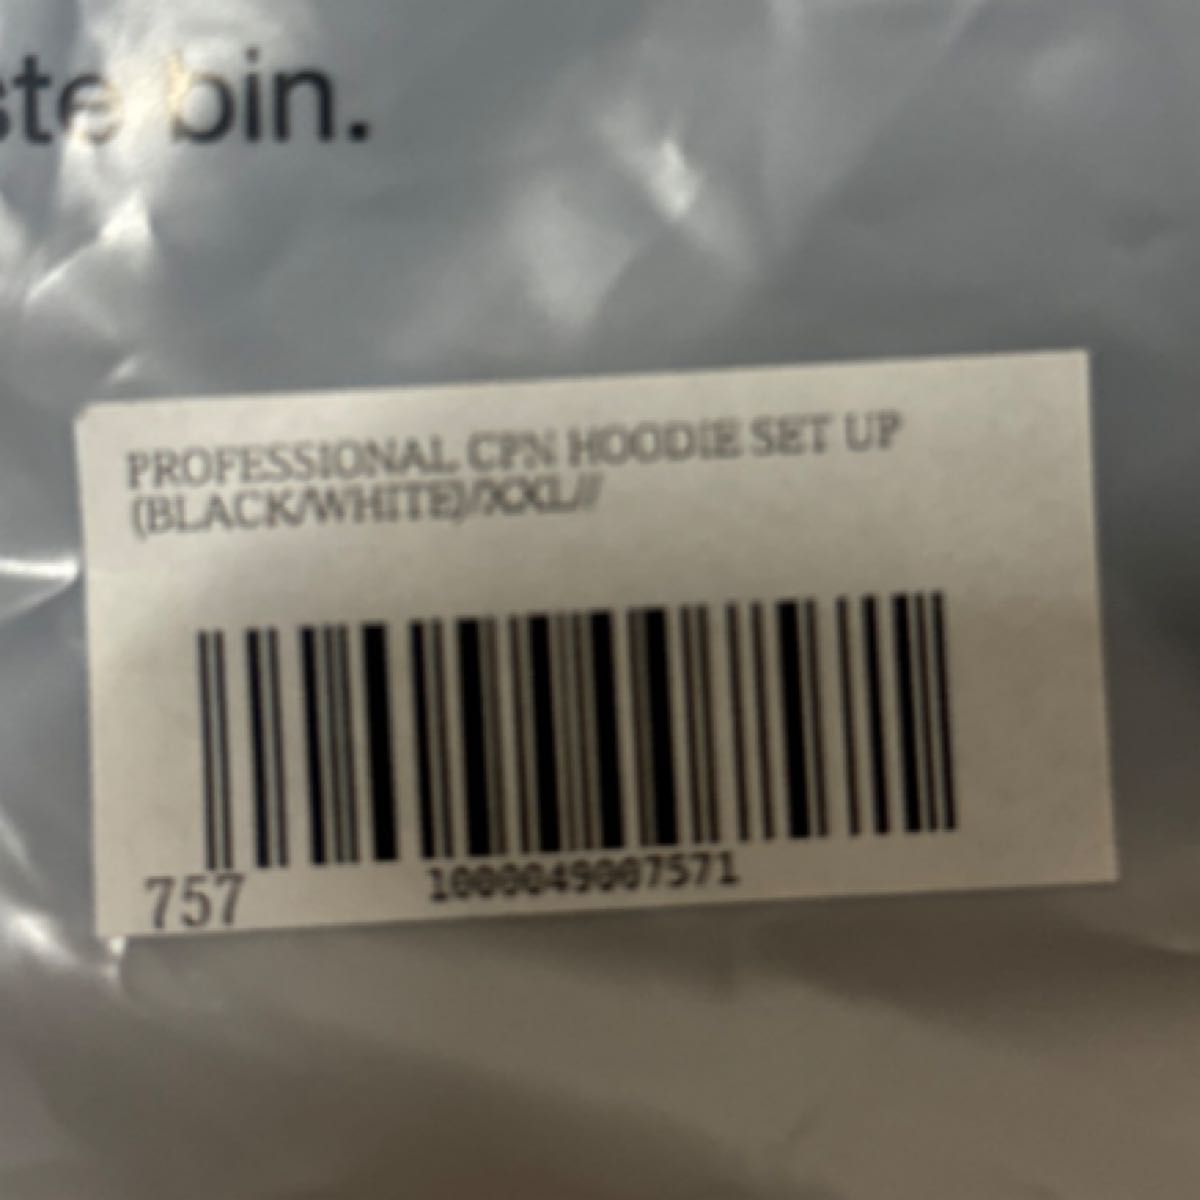 bin.
PROFESSIONAL CPN HOODIE SET UP
(BLACK/WHITE)/XXL//
757
1000049007571